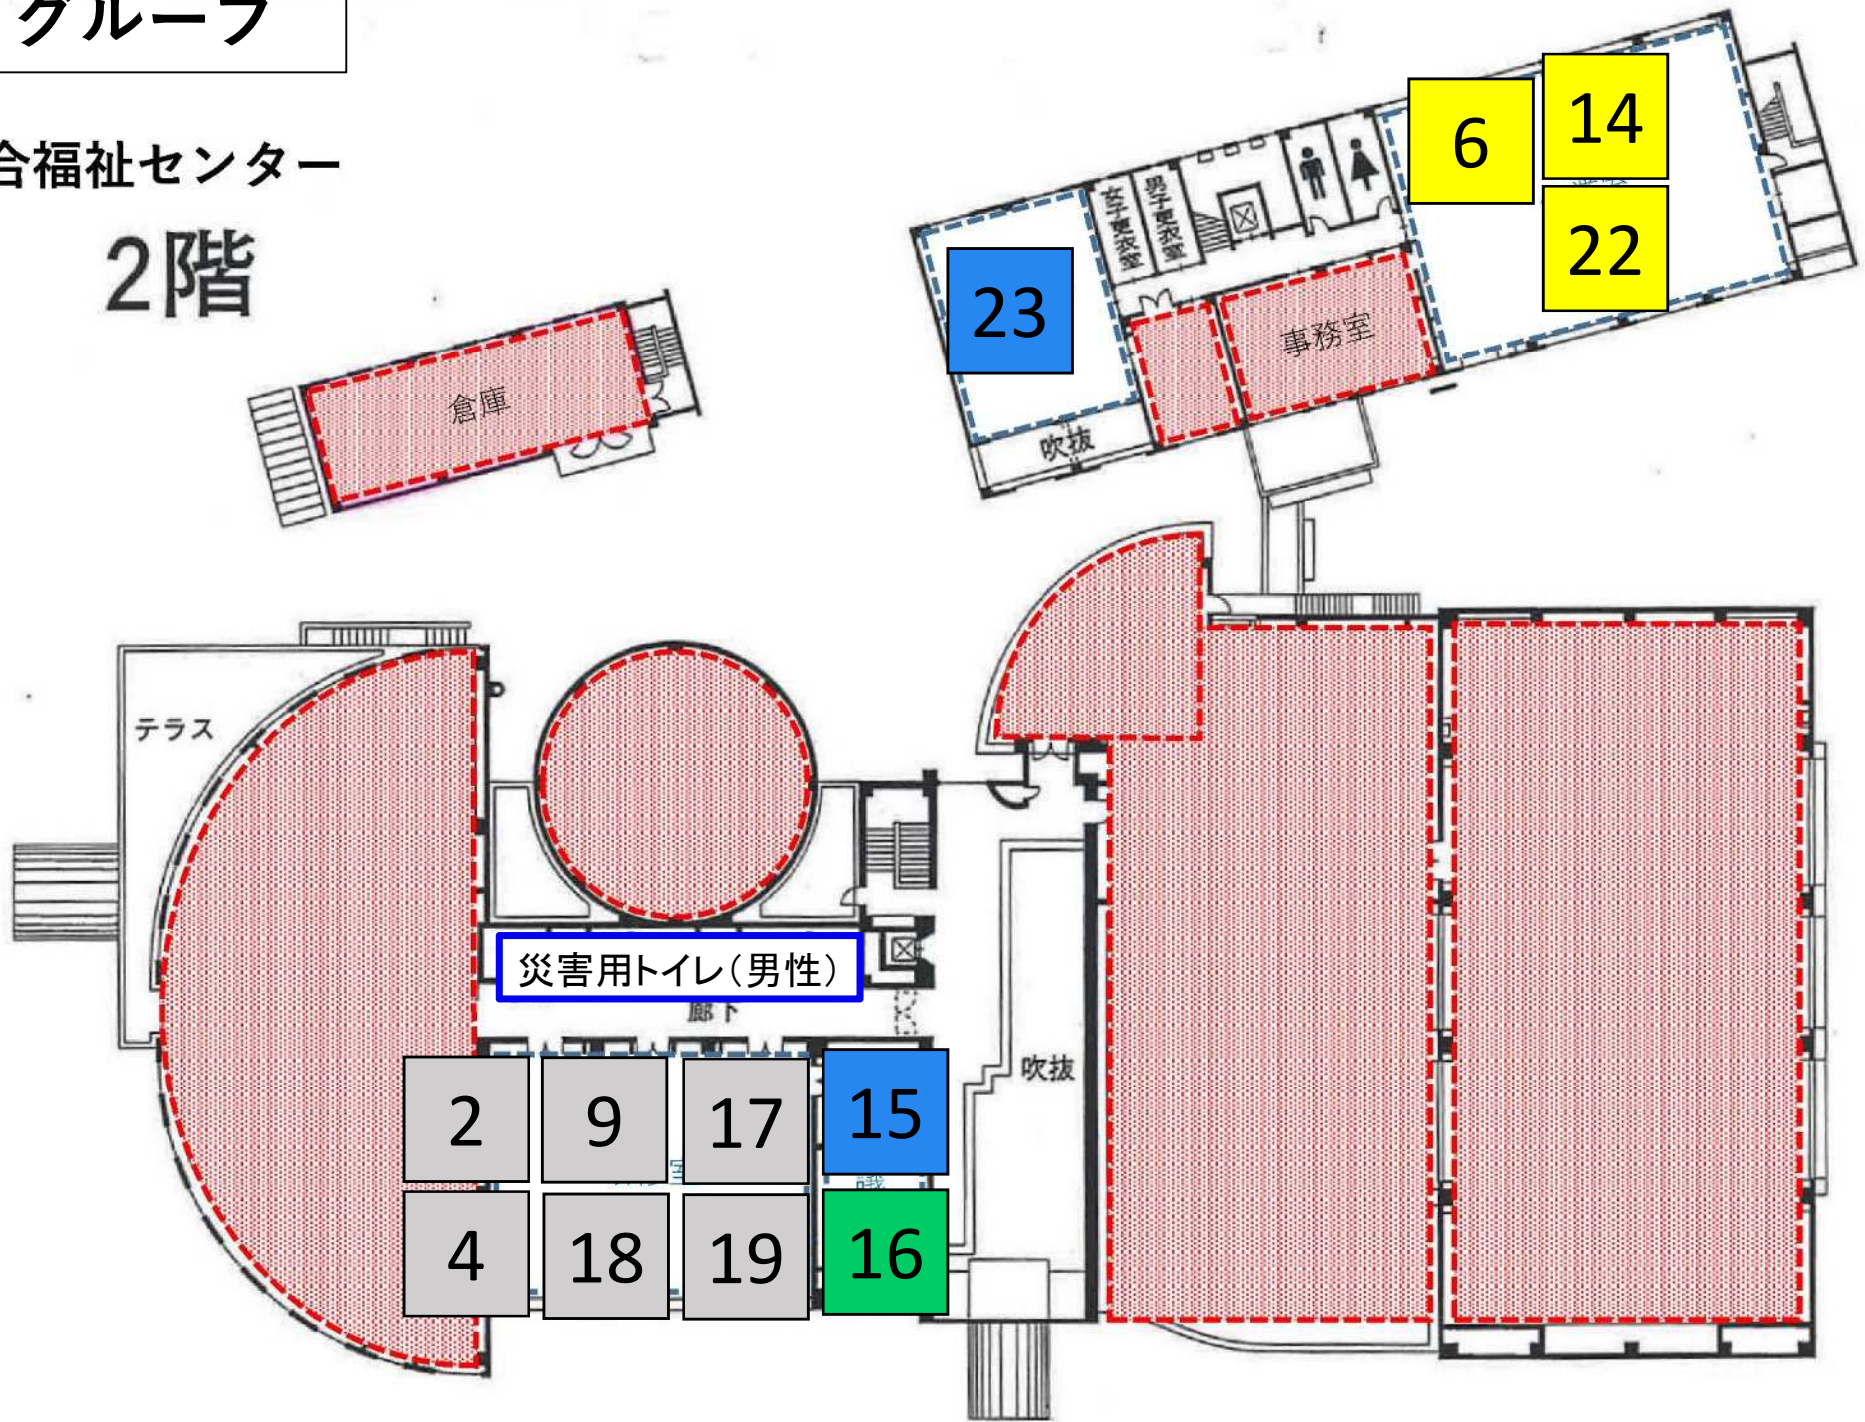 グループ
合福祉センター
2階
6
14
22
23
女子更衣室
男子更衣室
事務室
倉庫
吹抜
テラス
災害用トイレ（男性）
廊下
吹抜
2
9
17
15
室
議
4
18
19
16